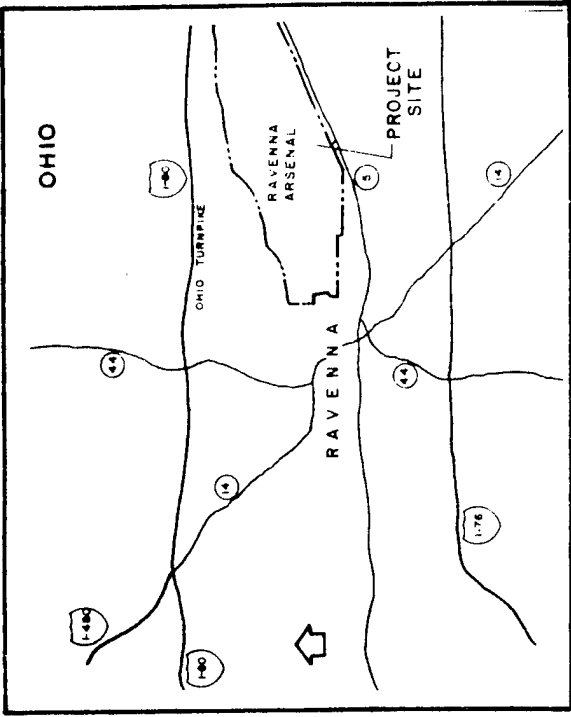 OHIO
I-80
OHIO TURNPIKE
RAVENNA
ARSENAL
PROJECT
SITE
5
14
44
RAVENNA
44
14
I-76
I-480
I-80